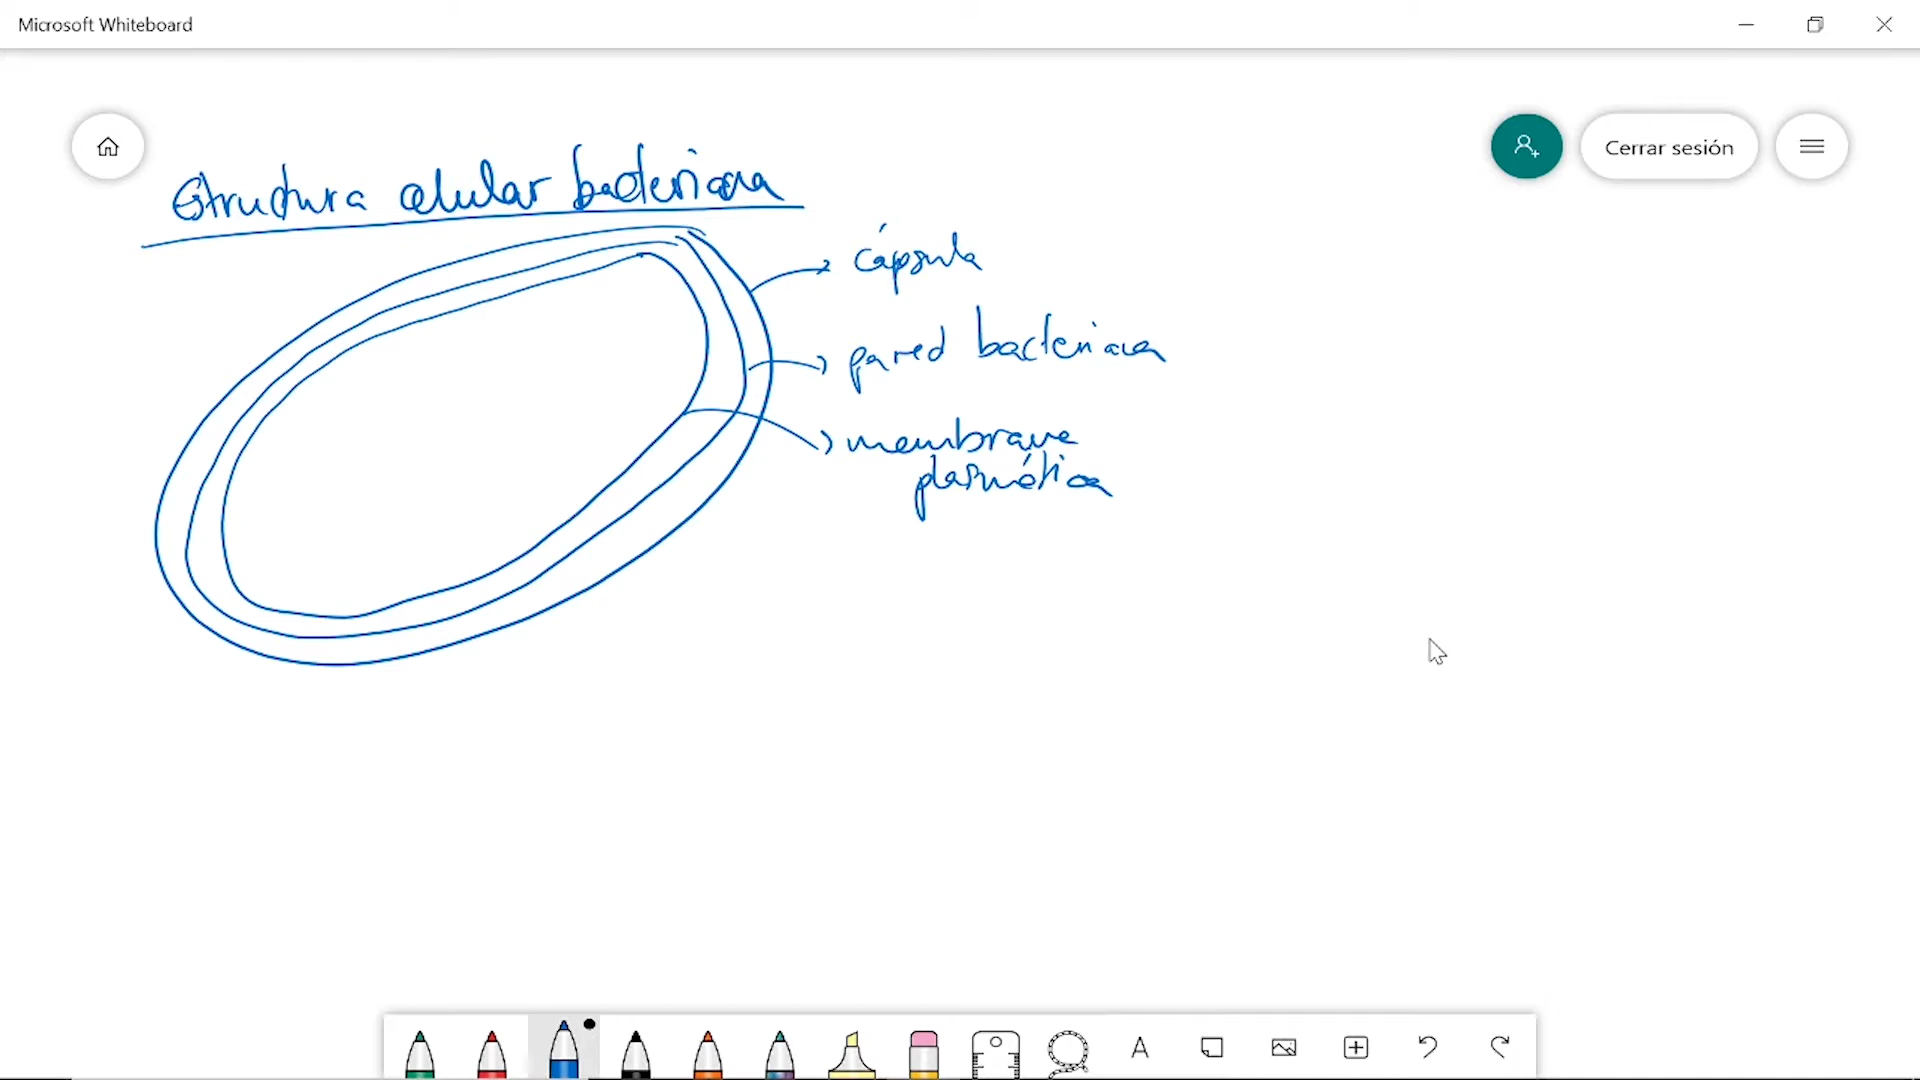 Microsoft Whiteboard
Cerrar sesión
Estructura celular bacteriana
cápsula
pared bacteriana
membrana
plasmática